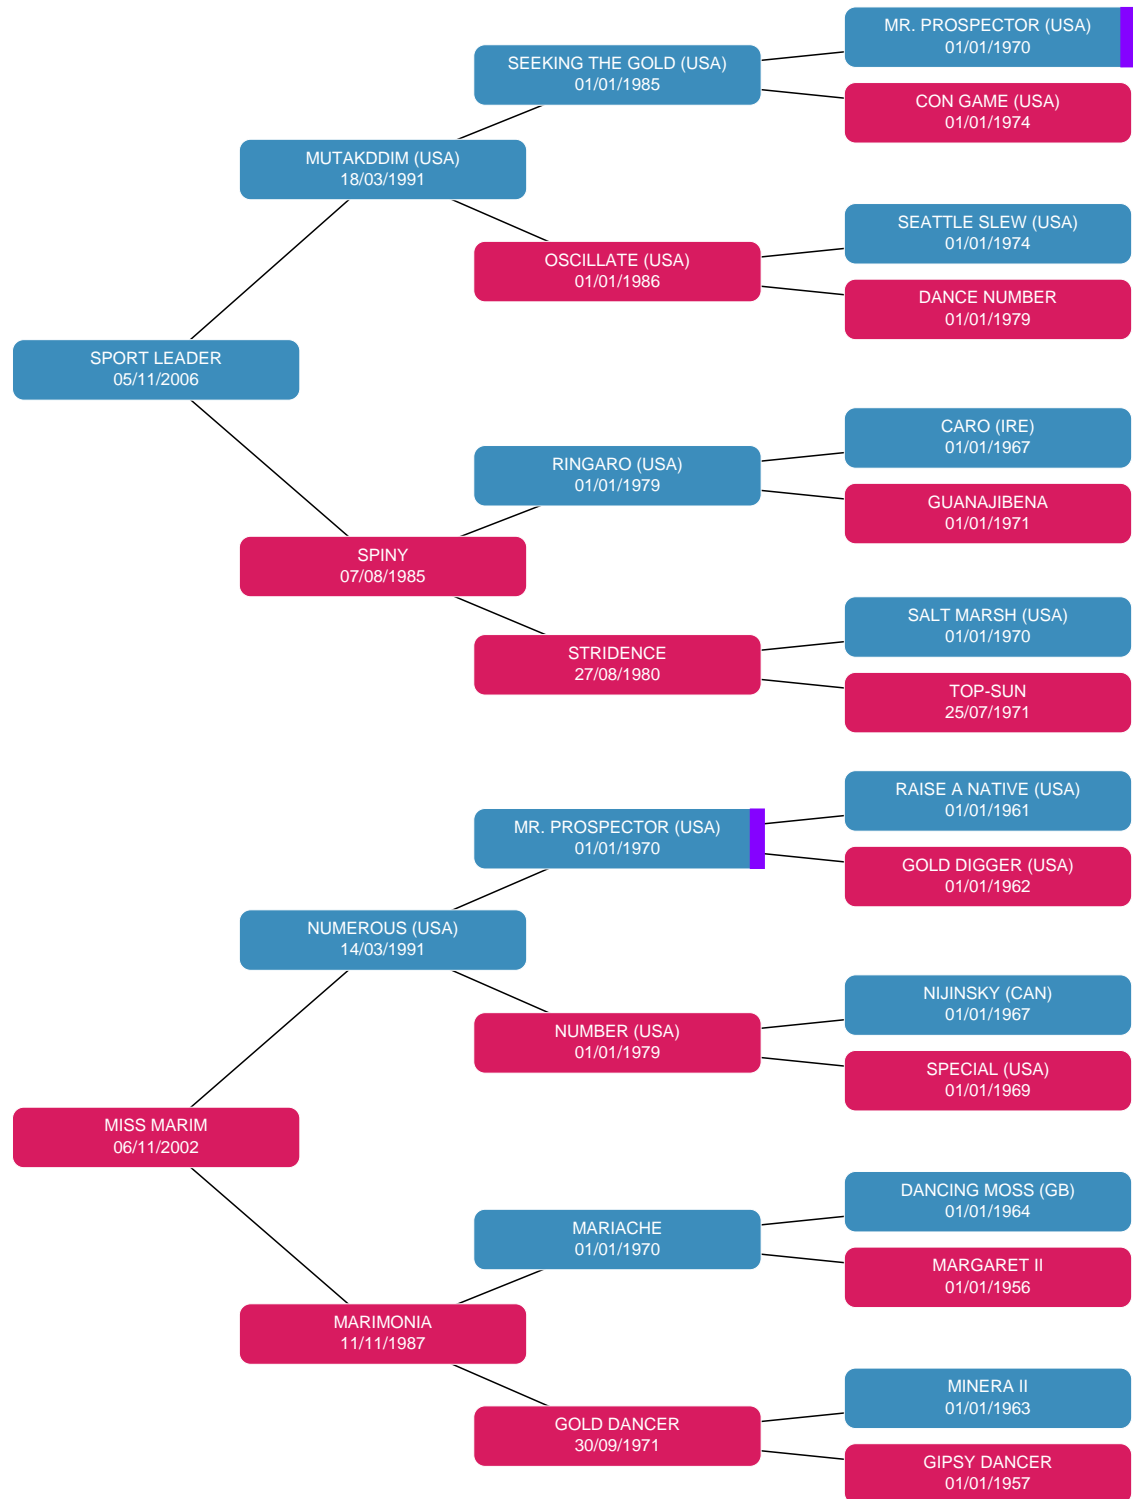 MR. PROSPECTOR (USA)
01/01/1970
SEEKING THE GOLD (USA)
01/01/1985
CON GAME (USA)
01/01/1974
MUTAKDDIM (USA)
18/03/1991
SEATTLE SLEW (USA)
01/01/1974
OSCILLATE (USA)
01/01/1986
DANCE NUMBER
01/01/1979
SPORT LEADER
05/11/2006
CARO (IRE)
01/01/1967
RINGARO (USA)
01/01/1979
GUANAJIBENA
01/01/1971
SPINY
07/08/1985
SALT MARSH (USA)
01/01/1970
STRIDENCE
27/08/1980
TOP-SUN
25/07/1971
RAISE A NATIVE (USA)
01/01/1961
MR. PROSPECTOR (USA)
01/01/1970
GOLD DIGGER (USA)
01/01/1962
NUMEROUS (USA)
14/03/1991
NIJINSKY (CAN)
01/01/1967
NUMBER (USA)
01/01/1979
SPECIAL (USA)
01/01/1969
MISS MARIM
06/11/2002
DANCING MOSS (GB)
01/01/1964
MARIACHE
01/01/1970
MARGARET II
01/01/1956
MARIMONIA
11/11/1987
MINERA II
01/01/1963
GOLD DANCER
30/09/1971
GIPSY DANCER
01/01/1957